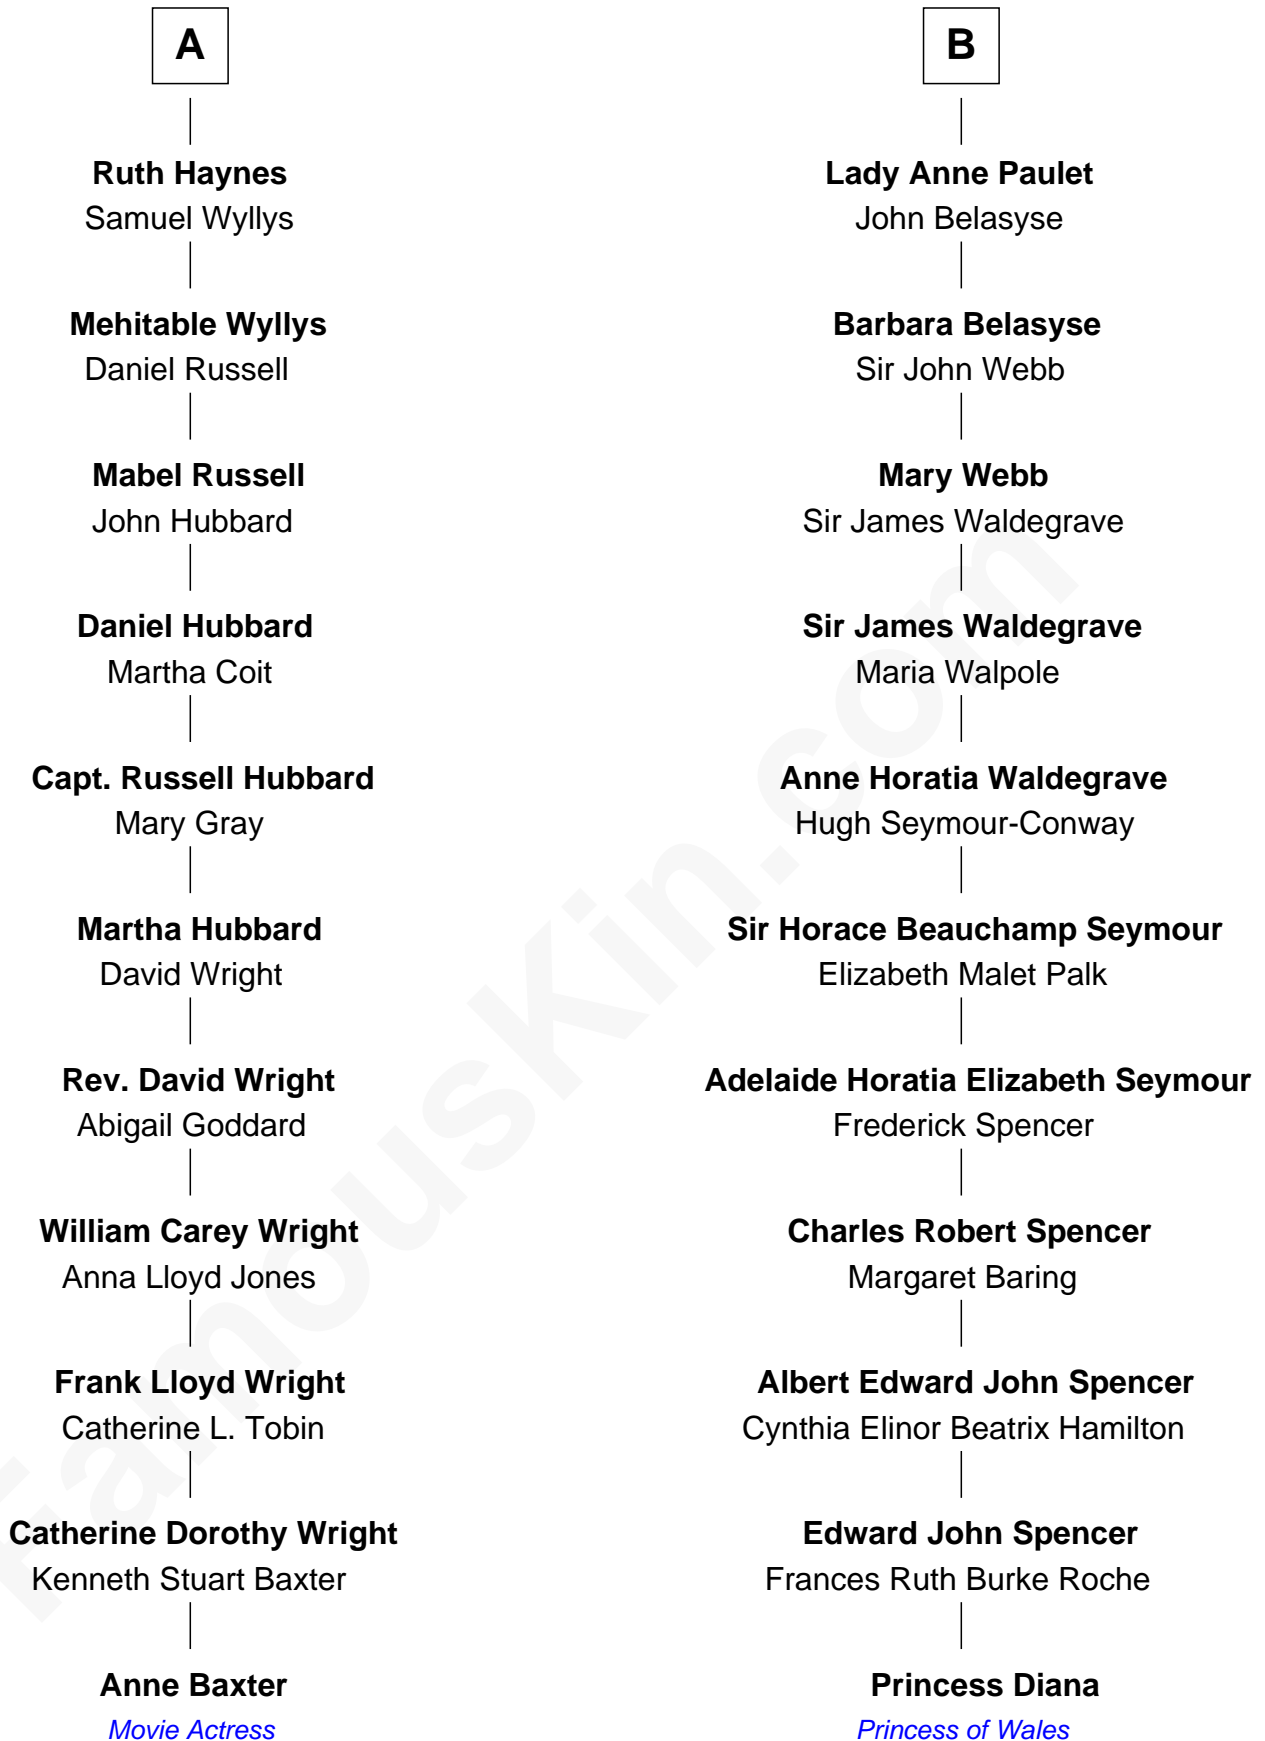 A
Ruth Haynes
Samuel Wyllys
Mehitable Wyllys
Daniel Russell
Mabel Russell
John Hubbard
Daniel Hubbard
Martha Coit
Capt. Russell Hubbard
Mary Gray
Martha Hubbard
David Wright
Rev. David Wright
Abigail Goddard
William Carey Wright
Anna Lloyd Jones
Frank Lloyd Wright
Catherine L. Tobin
Catherine Dorothy Wright
Kenneth Stuart Baxter
Anne Baxter
Movie Actress
B
Lady Anne Paulet
John Belasyse
Barbara Belasyse
Sir John Webb
Mary Webb
Sir James Waldegrave
Sir James Waldegrave
Maria Walpole
Anne Horatia Waldegrave
Hugh Seymour-Conway
Sir Horace Beauchamp Seymour
Elizabeth Malet Palk
Adelaide Horatia Elizabeth Seymour
Frederick Spencer
Charles Robert Spencer
Margaret Baring
Albert Edward John Spencer
Cynthia Elinor Beatrix Hamilton
Edward John Spencer
Frances Ruth Burke Roche
Princess Diana
Princess of Wales
FamousKin.com